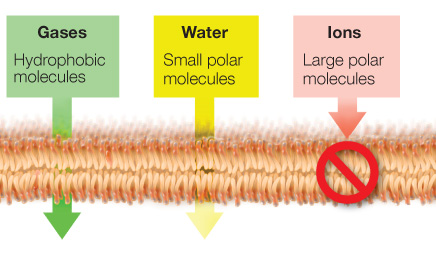 Gases
Hydrophobic
molecules
Water
Small polar
molecules
Ions
Large polar
molecules